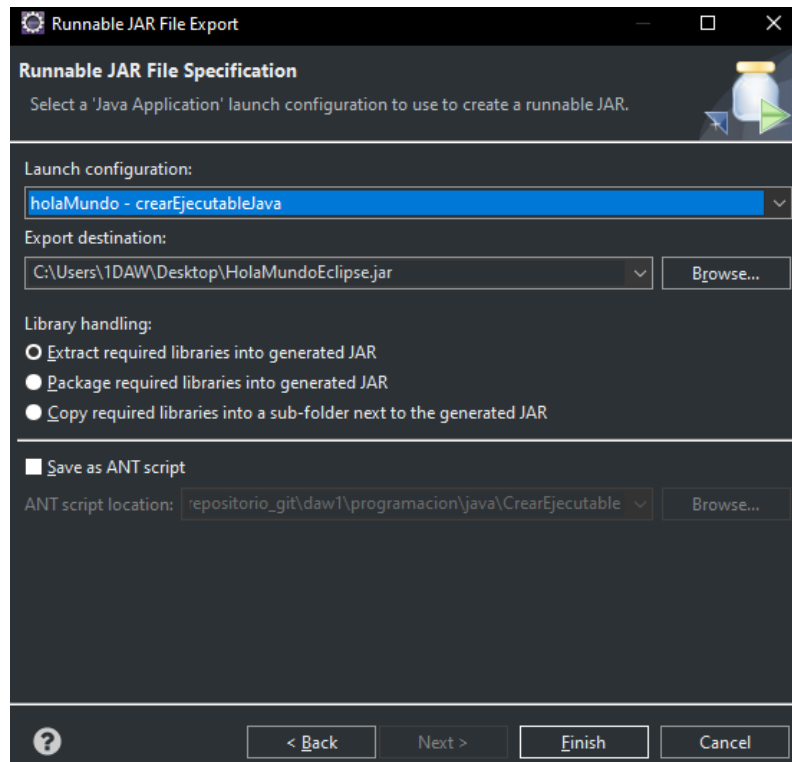 Runnable JAR File Export
Runnable JAR File Specification
Select a 'Java Application' launch configuration to use to create a runnable JAR.
Launch configuration:
holaMundo - crearEjecutableJava
Export destination:
C:\Users\1DAW\Desktop\HolaMundoEclipse.jar
Browse...
Library handling:
Extract required libraries into generated JAR
Package required libraries into generated JAR
Copy required libraries into a sub-folder next to the generated JAR
Save as ANT script
ANT script location: repositorio_git\daw1\programacion\java\CrearEjecutable Browse...
? < Back Next > Finish Cancel